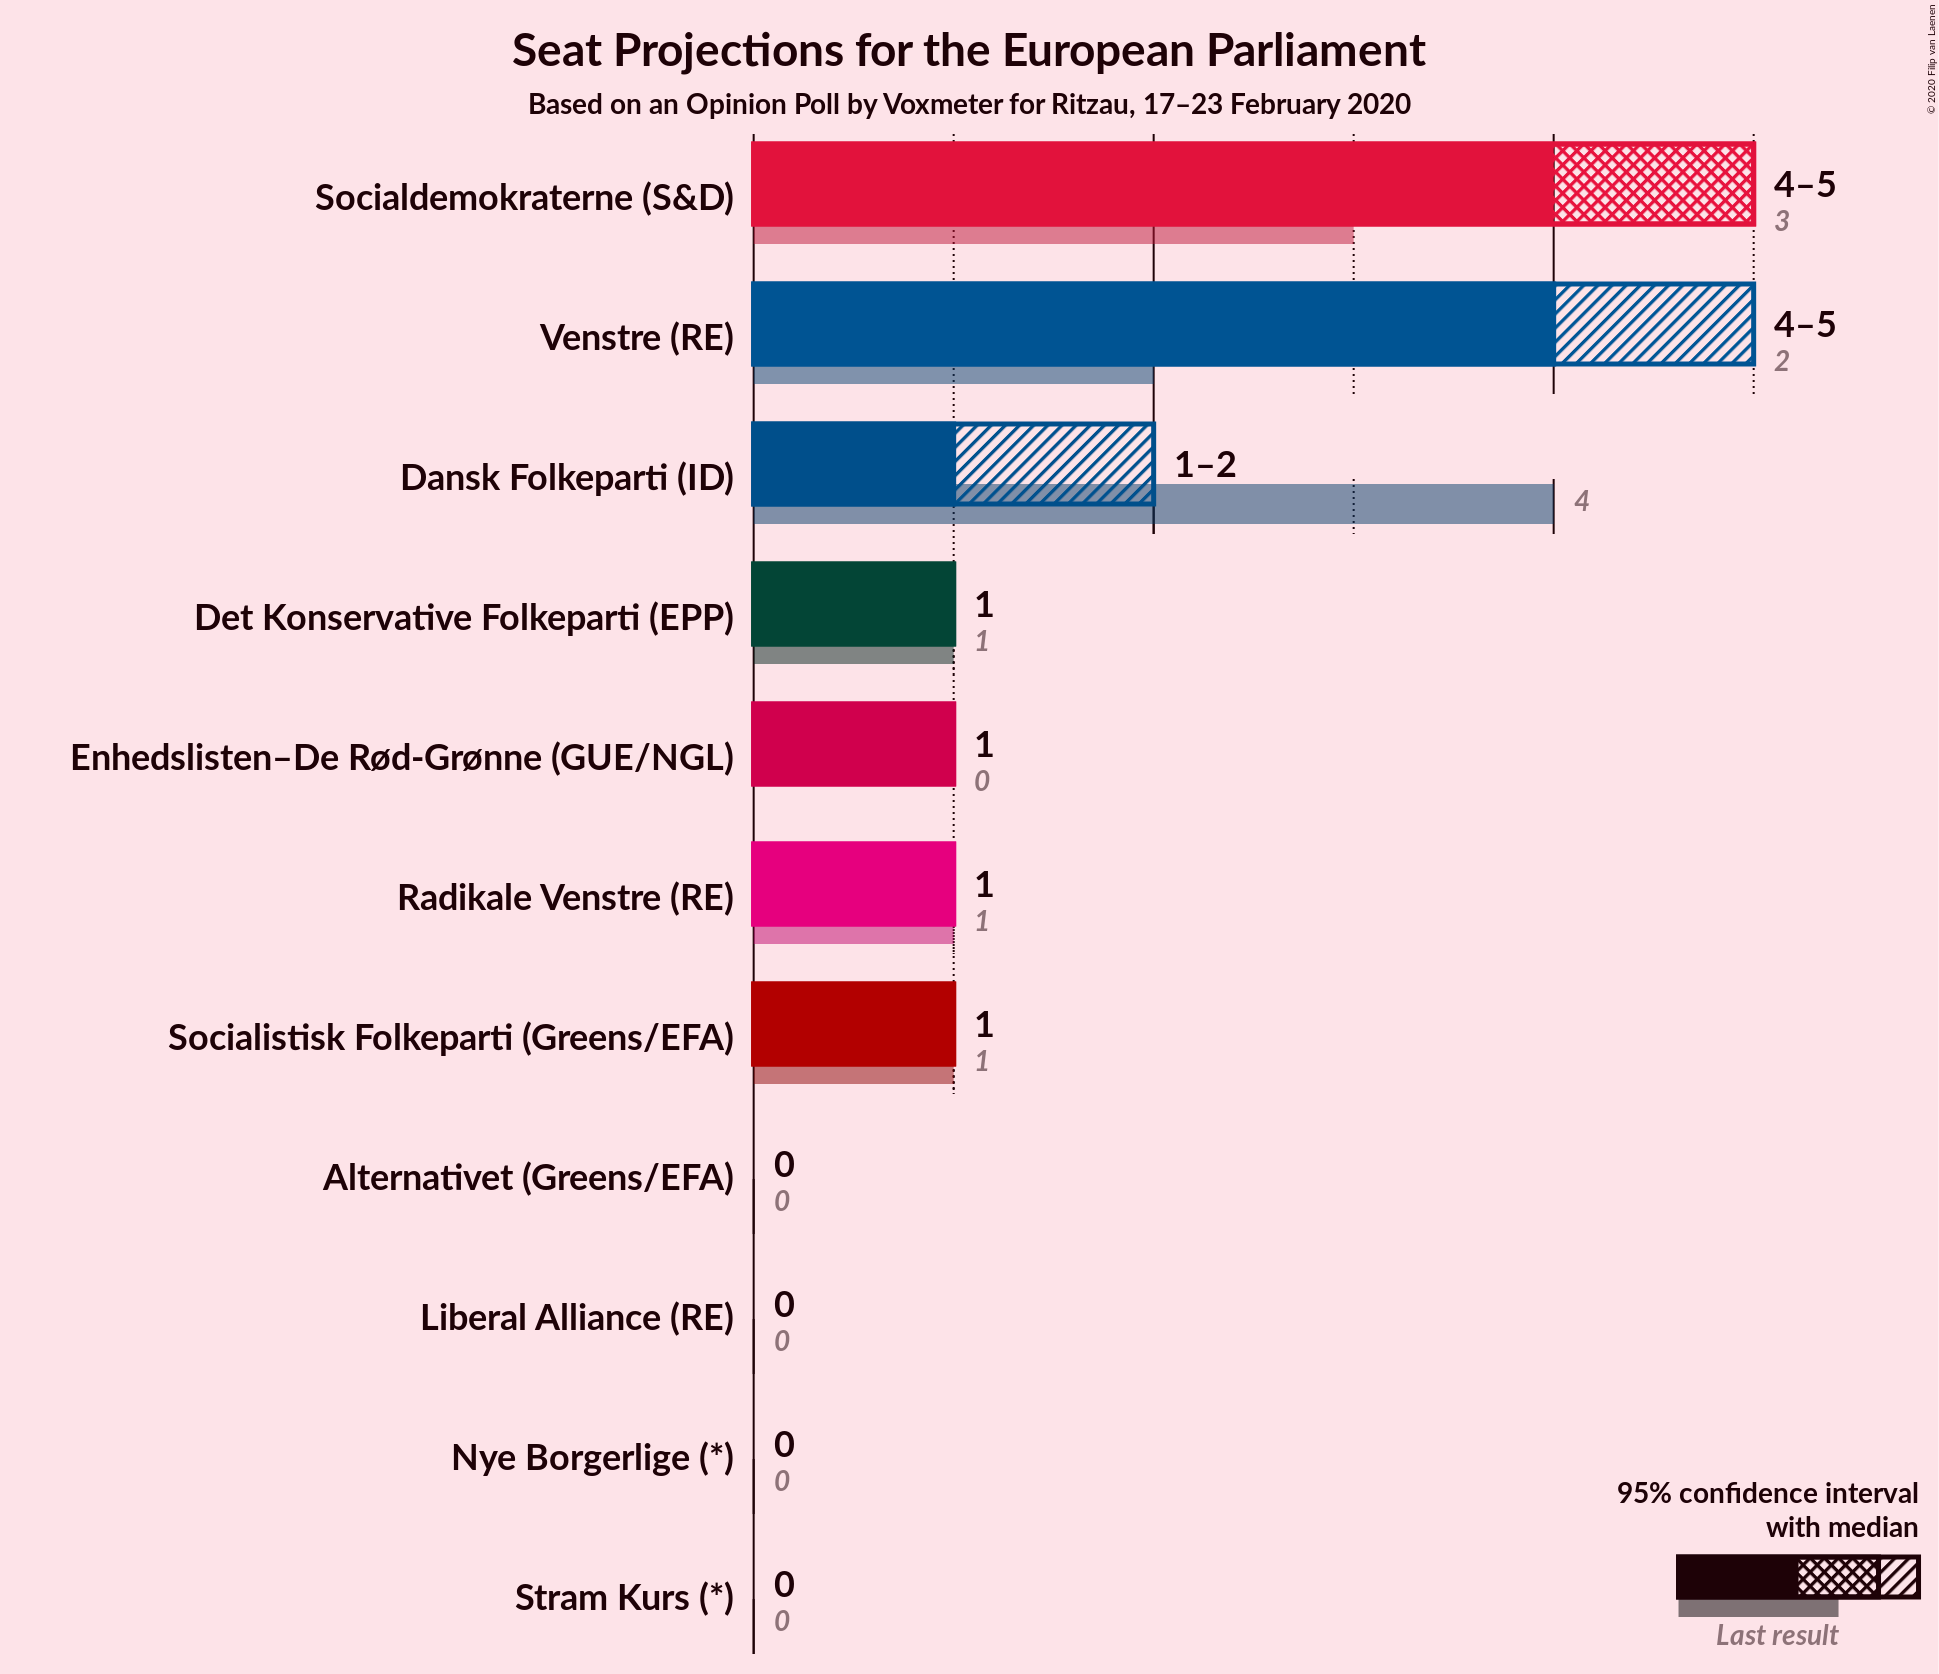 Seat Projections for the European Parliament
Based on an Opinion Poll by Voxmeter for Ritzau, 17–23 February 2020
© 2020 Filip van Laenen
Socialdemokraterne (S&D)
4–5
3
Venstre (RE)
4–5
2
Dansk Folkeparti (ID)
1–2
4
Det Konservative Folkeparti (EPP)
1
1
Enhedslisten–De Rød-Grønne (GUE/NGL)
1
0
Radikale Venstre (RE)
1
1
Socialistisk Folkeparti (Greens/EFA)
1
1
Alternativet (Greens/EFA)
0
0
Liberal Alliance (RE)
0
0
Nye Borgerlige (*)
0
0
Stram Kurs (*)
0
0
95% confidence interval
with median
Last result